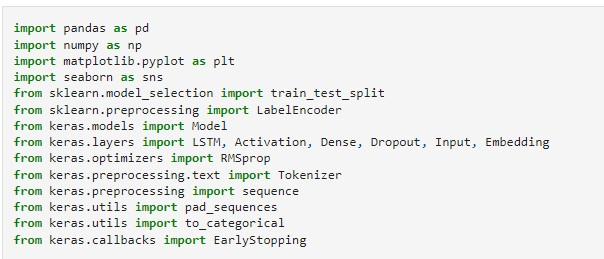 import pandas as pd
import numpy as np
import matplotlib.pyplot as plt
import seaborn as sns
from sklearn.model_selection import train_test_split
from sklearn.preprocessing import LabelEncoder
from keras.models import Model
from keras.layers import LSTM, Activation, Dense, Dropout, Input, Embedding
from keras.optimizers import RMSprop
from keras.preprocessing.text import Tokenizer
from keras.preprocessing import sequence
from keras.utils import pad_sequences
from keras.utils import to_categorical
from keras.callbacks import EarlyStopping